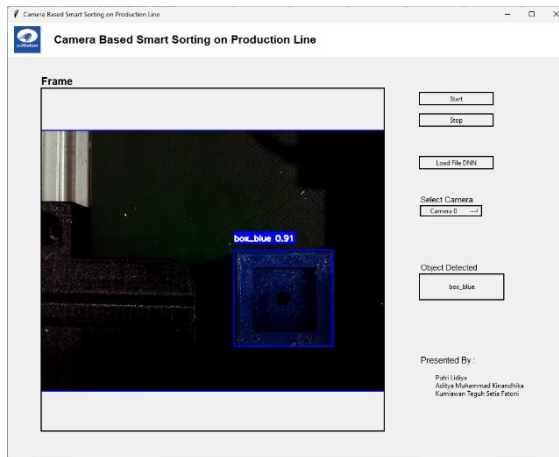 Camera Based Smart Sorting on Production Line
Camera Based Smart Sorting on Production Line
Frame
box_blue 0.91
Start
Stop
Load File DNN
Select Camera
Camera 0
Object Detected
box_blue
Presented By :
Putri Lidiya
Aditya Muhammad Kirandhika
Kurniawan Teguh Setia Fatoni